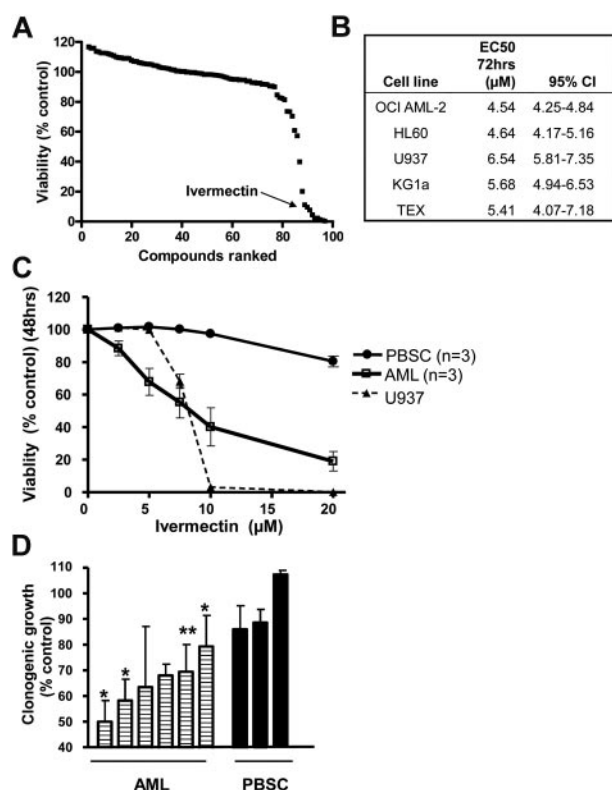 A
Viability (% control)
120
100
80
60
40
20
0
Ivermectin
0 20 40 60 80 100
Compounds ranked
B
Cell line EC50 72hrs (µM) 95% CI
OCI AML-2 4.54 4.25-4.84
HL60 4.64 4.17-5.16
U937 6.54 5.81-7.35
KG1a 5.68 4.94-6.53
TEX 5.41 4.07-7.18
C
Viablity (% control) (48hrs)
120
100
80
60
40
20
0
0 5 10 15 20
Ivermectin (µM)
PBSC (n=3)
AML (n=3)
U937
D
Clonogenic growth
(% control)
110
100
90
80
70
60
50
40
* * ** *
AML PBSC